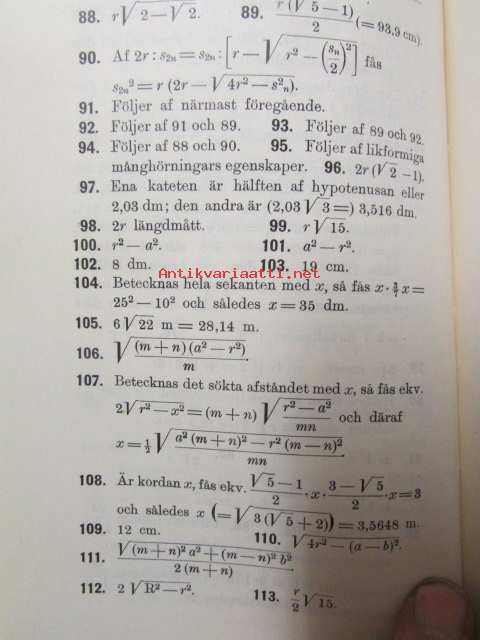 88. r√(2 − √2). 89. r(√5 − 1)/2 (= 93,9 cm).
90. Af 2r : s₂ₙ = s₂ₙ : [r − √(r² − (sₙ/2)²)] fås
s₂ₙ² = r (2r − √(4r² − s²ₙ).
91. Följer af närmast föregående.
92. Följer af 91 och 89. 93. Följer af 89 och 92.
94. Följer af 88 och 90. 95. Följer af likformiga
månghörningars egenskaper. 96. 2r(√2 − 1).
97. Ena kateten är hälften af hypotenusan eller
2,03 dm; den andra är (2,03√3 =) 3,516 dm.
98. 2r längdmått. 99. r√15.
100. r² − a². 101. a² − r².
102. 8 dm. 103. 19 cm.
Antikvariaatti.net
104. Betecknas hela sekanten med x, så fås x · x =
25² − 10² och således x = 35 dm.
105. 6√22 m = 28,14 m.
106. √((m + n)(a² − r²)/m)
107. Betecknas det sökta afståndet med x, så fås ekv.
2√(r² − x²) = (m + n) √((r² − a²)/mn) och däraf
x = ½√((a² (m + n)² − r² (m − n)²)/mn).
108. Är kordan x, fås ekv. (√5 − 1)/2 · x · (3 − √5)/2 · x = 3
och således x (= √(3(√5 + 2))) = 3,5648 m.
109. 12 cm. 110. √(4r² − (a − b)²).
111. √((m + n)² a² + (m − n)² b²)/(2 (m + n)).
112. 2√(R² − r²). 113. r/2 √15.